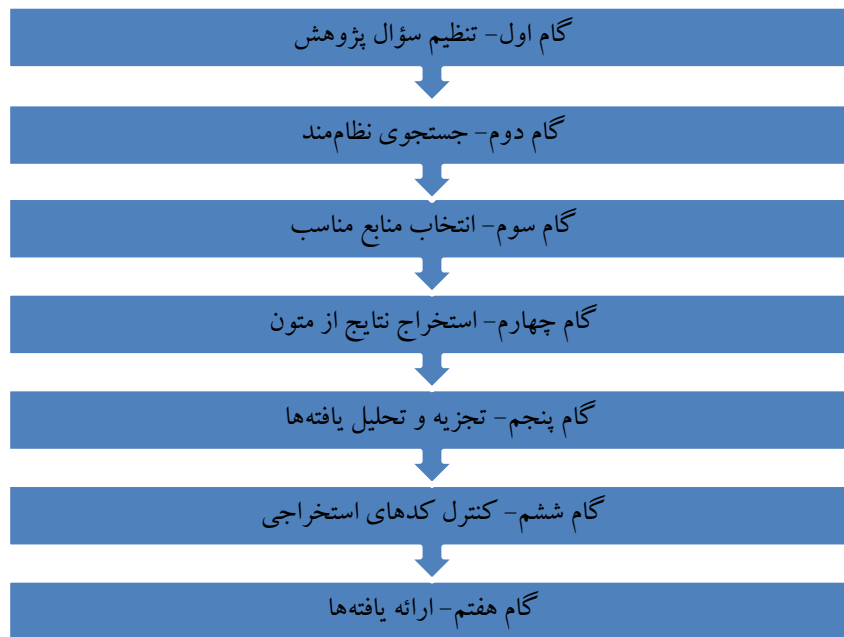 گام اول- تنظیم سؤال پژوهش
گام دوم- جستجوی نظام‌مند
گام سوم- انتخاب منابع مناسب
گام چهارم- استخراج نتایج از متون
گام پنجم- تجزیه و تحلیل یافته‌ها
گام ششم- کنترل کدهای استخراجی
گام هفتم- ارائه یافته‌ها